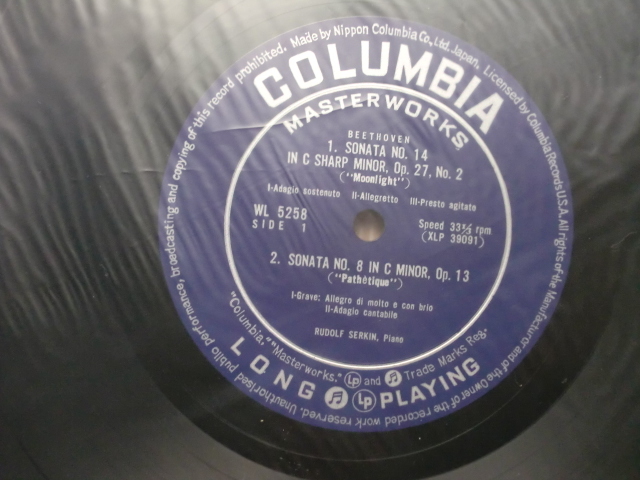 COLUMBIA
MASTERWORKS
BEETHOVEN
1. SONATA NO. 14
IN C SHARP MINOR, Op. 27, No. 2
("Moonlight")
I-Adagio sostenuto II-Allegretto III-Presto agitate
WL 5258
SIDE 1
Speed 33⅓ rpm
(XLP 39091)
2. SONATA NO. 8 IN C MINOR, Op. 13
("Pathétique")
I-Grave; Allegro di molto e con brio
II-Adagio cantabile
RUDOLF SERKIN, Piano
"Columbia," "Masterworks," Lp and Trade Marks Reg.
LONG Lp PLAYING
Made by Nippon Columbia Co., Ltd. Japan. Licensed by Columbia Records U.S.A. All rights of the Manufacturer and of the Owner of the recorded work reserved. Unauthorised public performance, broadcasting and copying of this record prohibited.